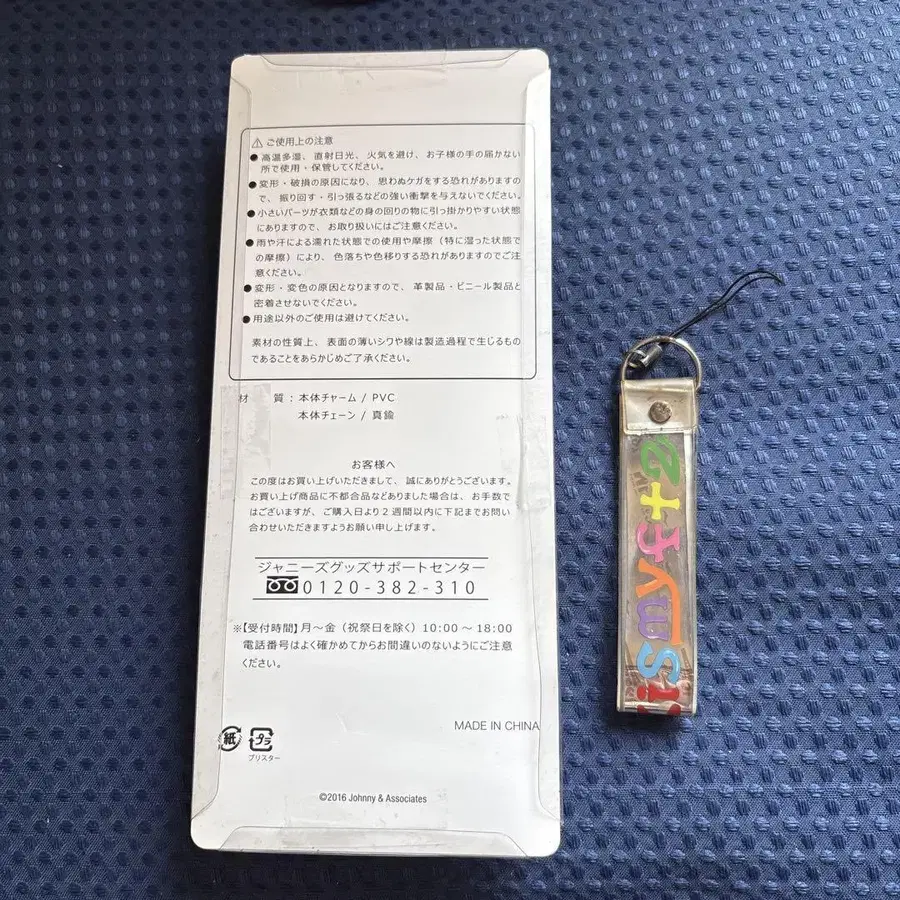 ⚠ ご使用上の注意
●高温多湿、直射日光、火気を避け、お子様の手の届かない
所で使用・保管してください。
●変形・破損の原因になり、思わぬケガをする恐れがありますの
で、振り回す・引っ張るなどの強い衝撃を与えないでください。
●小さいパーツが衣類などの身の回りの物に引っ掛かりやすい状態
にありますので、お取り扱いにはご注意ください。
●雨や汗による濡れた状態での使用や摩擦（特に湿った状態で
の摩擦）により、色落ちや色移りする恐れがありますのでご注
意ください。
●変形・変色の原因となりますので、革製品・ビニール製品と
密着させないでください。
●用途以外のご使用は避けてください。
素材の性質上、表面の薄いシワや線は製造過程で生じるもの
であることをあらかじめご了承ください。
材 質：本体チャーム / PVC
本体チェーン / 真鍮
お客様へ
この度はお買い上げいただきまして、誠にありがとうございます。
お買い上げ商品に不都合品などありました場合は、お手数で
はございますが、ご購入日より2週間以内に下記までお問い
合わせいただきますようお願い申し上げます。
ジャニーズグッズサポートセンター
0120-382-310
※【受付時間】月～金（祝祭日を除く）10:00～18:00
電話番号はよく確かめてからお間違いのないようにご注意
ください。
MADE IN CHINA
紙
プラ
ブリスター
©2016 Johnny & Associates
ismyft2